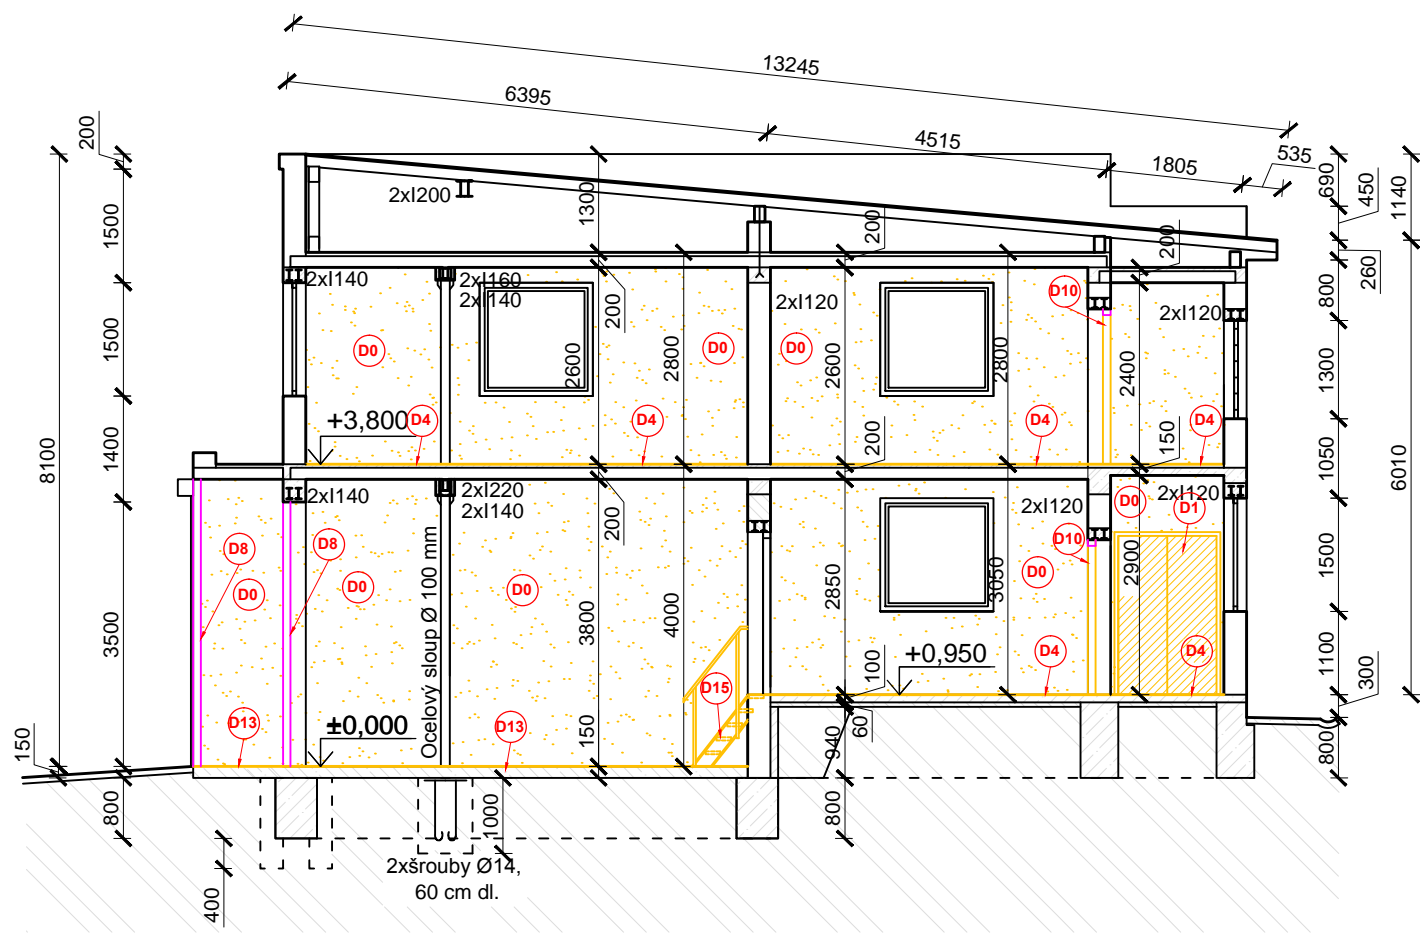 13245
6395
4515
1805
535
200
1500
1500
1400
8100
3500
150
800
400
690
450
1140
260
800
1300
1050
6010
1500
1100
300
800
2xI200
1300
200
200
2xI140
2xI160
2xI140
200
2xI120
D10
2xI120
D0
D0
D0
2600
2800
2600
2800
2400
+3,800
D4
D4
D4
D4
200
150
2xI140
2xI220
2xI140
200
2xI120
2xI120
D0
D1
D8
D8
D10
D0
D0
D0
D0
Ocelový sloup Ø 100 mm
3800
4000
2850
3050
2900
+0,950
D4
D4
100
D15
D13
±0,000
D13
150
940
60
1000
800
2xšrouby Ø14,
60 cm dl.